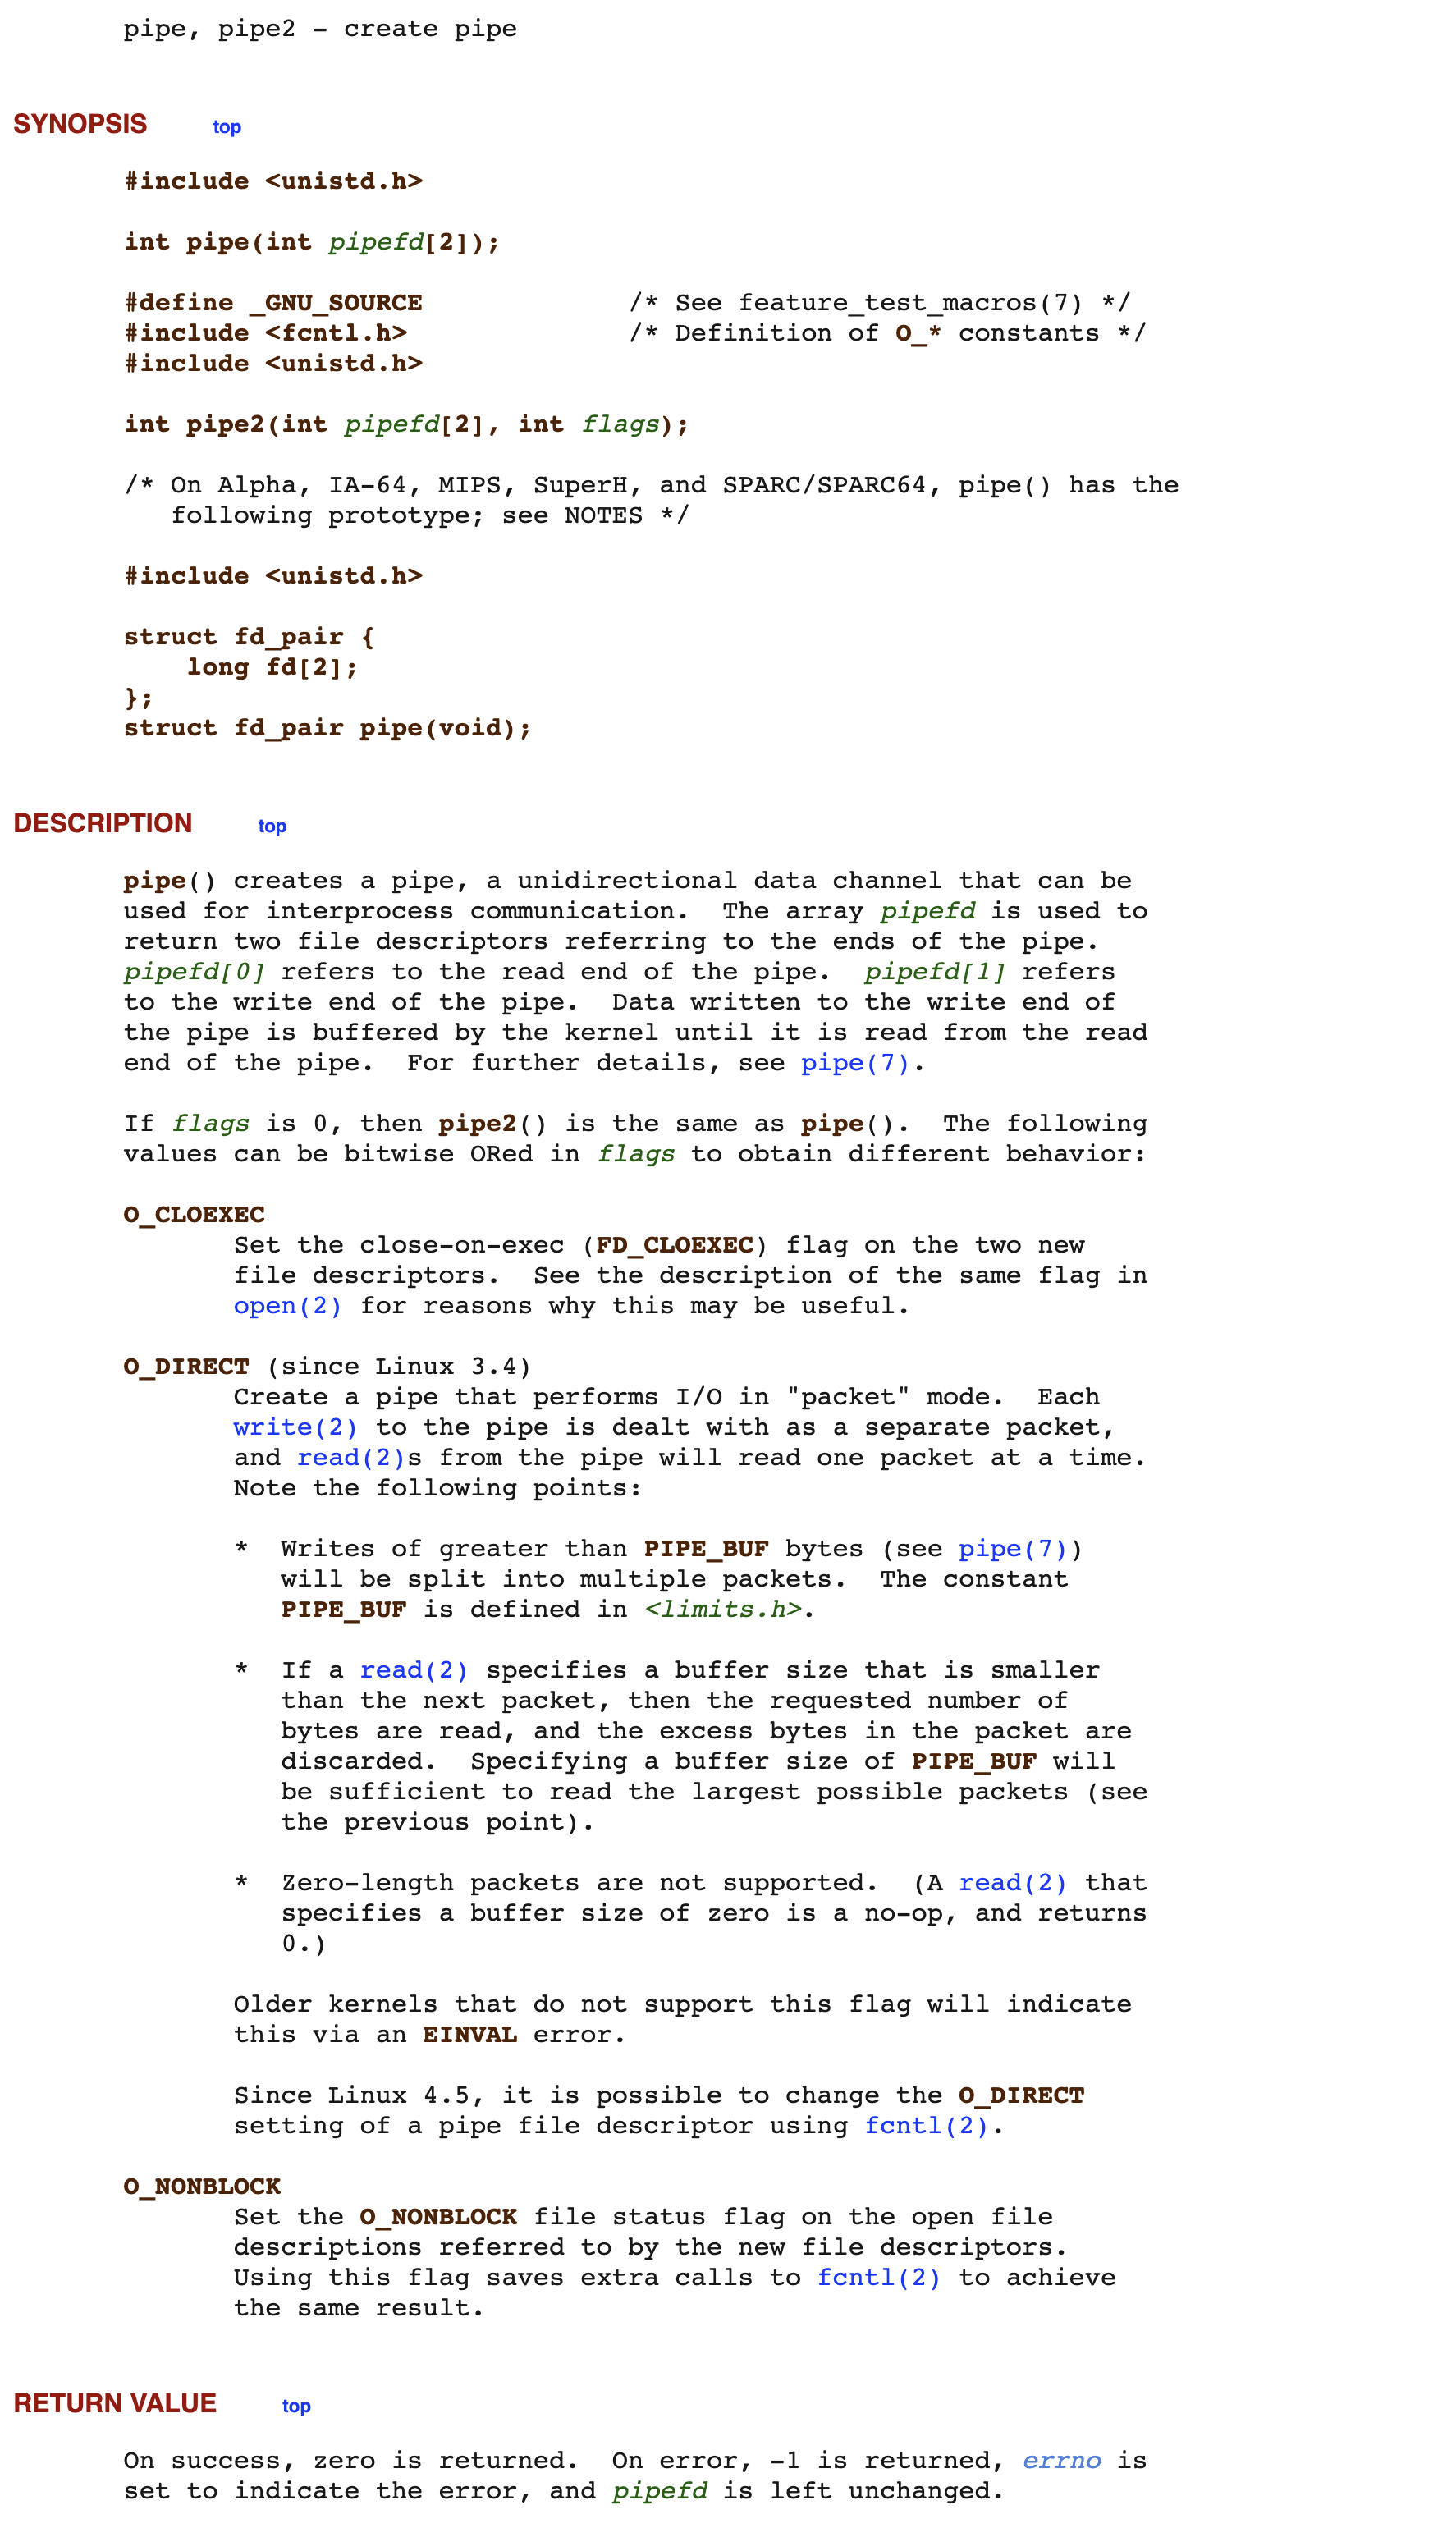 pipe, pipe2 - create pipe
SYNOPSIS top
#include <unistd.h>
int pipe(int pipefd[2]);
#define _GNU_SOURCE /* See feature_test_macros(7) */
#include <fcntl.h> /* Definition of O_* constants */
#include <unistd.h>
int pipe2(int pipefd[2], int flags);
/* On Alpha, IA-64, MIPS, SuperH, and SPARC/SPARC64, pipe() has the
following prototype; see NOTES */
#include <unistd.h>
struct fd_pair {
long fd[2];
};
struct fd_pair pipe(void);
DESCRIPTION top
pipe() creates a pipe, a unidirectional data channel that can be
used for interprocess communication. The array pipefd is used to
return two file descriptors referring to the ends of the pipe.
pipefd[0] refers to the read end of the pipe. pipefd[1] refers
to the write end of the pipe. Data written to the write end of
the pipe is buffered by the kernel until it is read from the read
end of the pipe. For further details, see pipe(7).
If flags is 0, then pipe2() is the same as pipe(). The following
values can be bitwise ORed in flags to obtain different behavior:
O_CLOEXEC
Set the close-on-exec (FD_CLOEXEC) flag on the two new
file descriptors. See the description of the same flag in
open(2) for reasons why this may be useful.
O_DIRECT (since Linux 3.4)
Create a pipe that performs I/O in "packet" mode. Each
write(2) to the pipe is dealt with as a separate packet,
and read(2)s from the pipe will read one packet at a time.
Note the following points:
* Writes of greater than PIPE_BUF bytes (see pipe(7))
will be split into multiple packets. The constant
PIPE_BUF is defined in <limits.h>.
* If a read(2) specifies a buffer size that is smaller
than the next packet, then the requested number of
bytes are read, and the excess bytes in the packet are
discarded. Specifying a buffer size of PIPE_BUF will
be sufficient to read the largest possible packets (see
the previous point).
* Zero-length packets are not supported. (A read(2) that
specifies a buffer size of zero is a no-op, and returns
0.)
Older kernels that do not support this flag will indicate
this via an EINVAL error.
Since Linux 4.5, it is possible to change the O_DIRECT
setting of a pipe file descriptor using fcntl(2).
O_NONBLOCK
Set the O_NONBLOCK file status flag on the open file
descriptions referred to by the new file descriptors.
Using this flag saves extra calls to fcntl(2) to achieve
the same result.
RETURN VALUE top
On success, zero is returned. On error, -1 is returned, errno is
set to indicate the error, and pipefd is left unchanged.